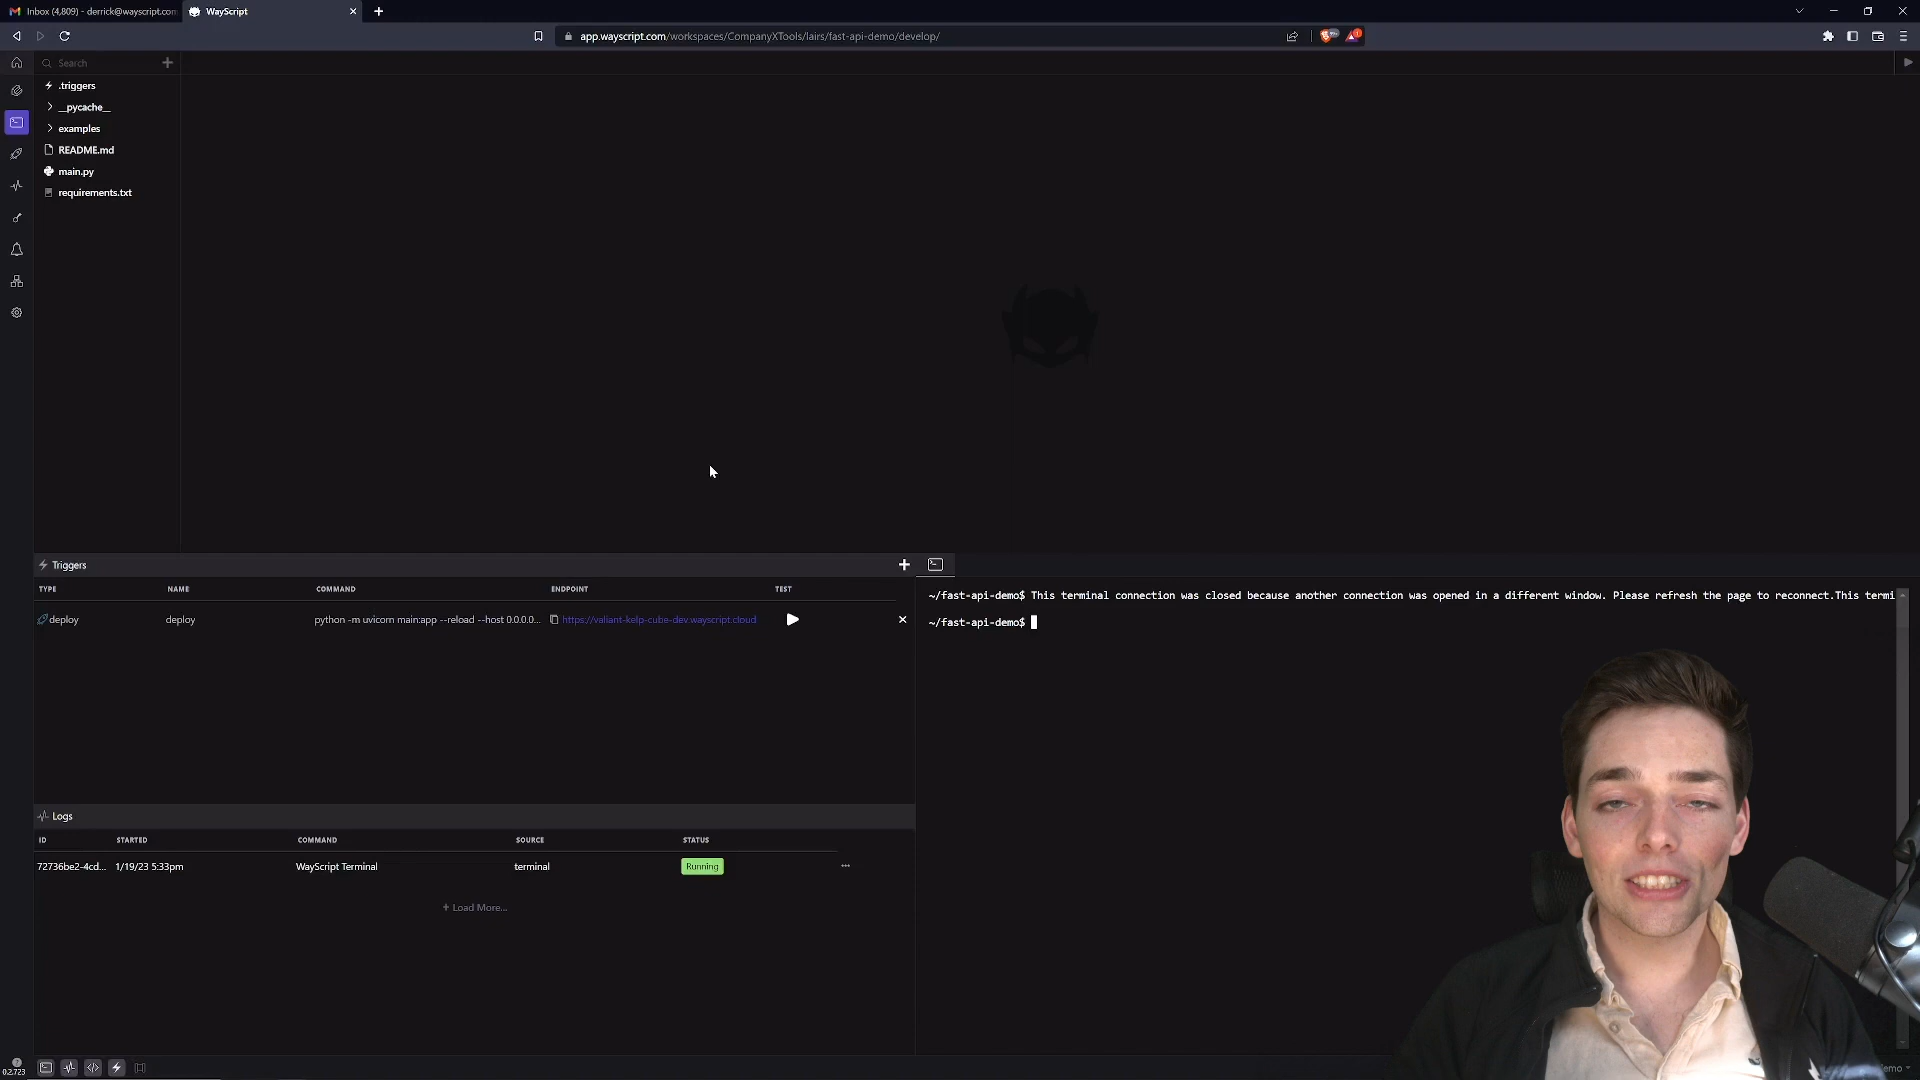 Inbox (4,809) - derrick@wayscript.com
WayScript
app.wayscript.com/workspaces/CompanyXTools/lairs/fast-api-demo/develop/
Search
.triggers
__pycache__
examples
README.md
main.py
requirements.txt
Triggers
TYPE NAME COMMAND ENDPOINT TEST
deploy deploy python -m uvicorn main:app --reload --host 0.0.0.0... https://valiant-kelp-cube-dev.wayscript.cloud
~/fast-api-demo$ This terminal connection was closed because another connection was opened in a different window. Please refresh the page to reconnect.This termi
~/fast-api-demo$
Logs
ID STARTED COMMAND SOURCE STATUS
72736be2-4cd... 1/19/23 5:33pm WayScript Terminal terminal Running ...
+ Load More...
0.2.723
demo